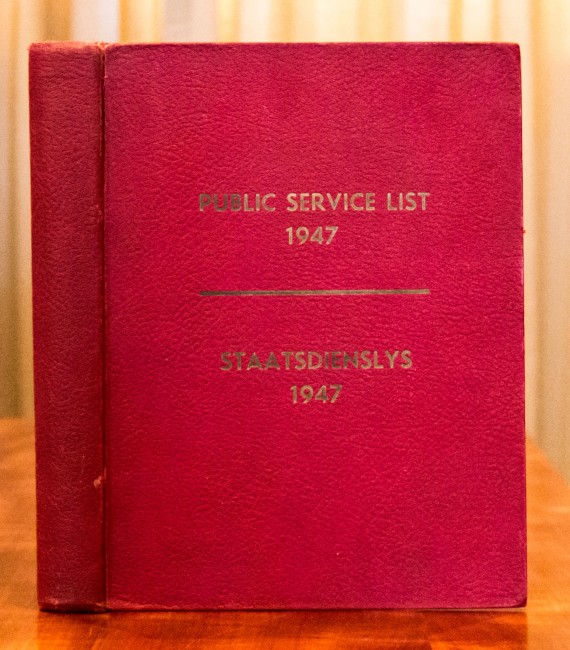 PUBLIC SERVICE LIST
1947
STAATSDIENSLYS
1947